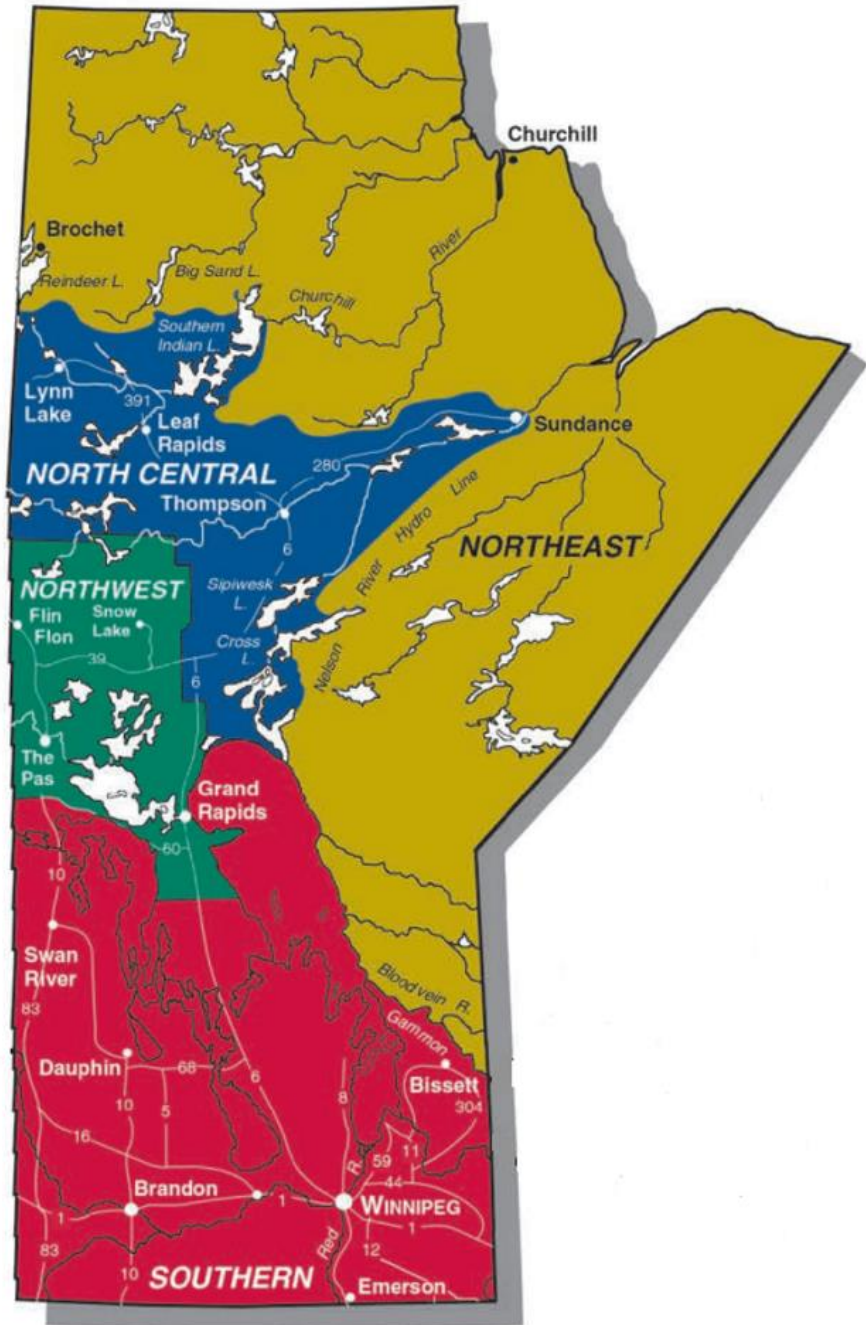 Churchill
Brochet
Reindeer L.
Big Sand L.
Churchill
River
Southern
Indian L.
Lynn
Lake
391
Leaf
Rapids
Sundance
NORTH CENTRAL
280
Thompson
6
Nelson River Hydro Line
NORTHEAST
NORTHWEST
Sipiwesk
L.
Flin
Flon
Snow
Lake
Cross
L.
39
6
The
Pas
Grand
Rapids
60
10
Swan
River
83
Bloodvein R.
Gammon
Dauphin
68
6
Bissett
10
5
8
304
16
11
59
44
R.
Brandon
1
1
WINNIPEG
1
83
Red
12
10
SOUTHERN
Emerson